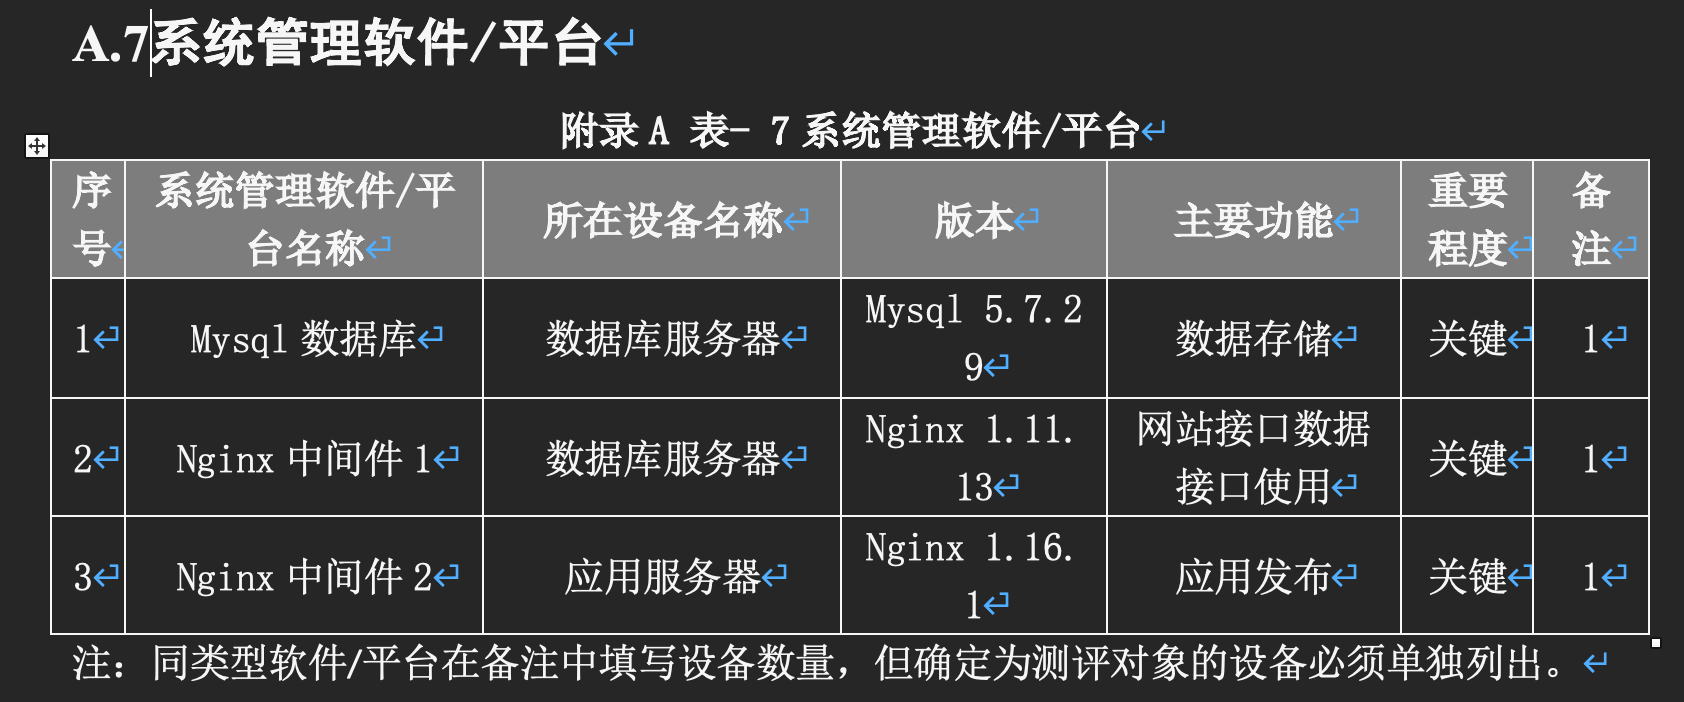 A.7系统管理软件/平台
附录A 表- 7 系统管理软件/平台
序号 系统管理软件/平台名称 所在设备名称 版本 主要功能 重要程度 备注
1 Mysql 数据库 数据库服务器 Mysql 5.7.29 数据存储 关键 1
2 Nginx 中间件 1 数据库服务器 Nginx 1.11.13 网站接口数据接口使用 关键 1
3 Nginx 中间件 2 应用服务器 Nginx 1.16.1 应用发布 关键 1
注：同类型软件/平台在备注中填写设备数量，但确定为测评对象的设备必须单独列出。